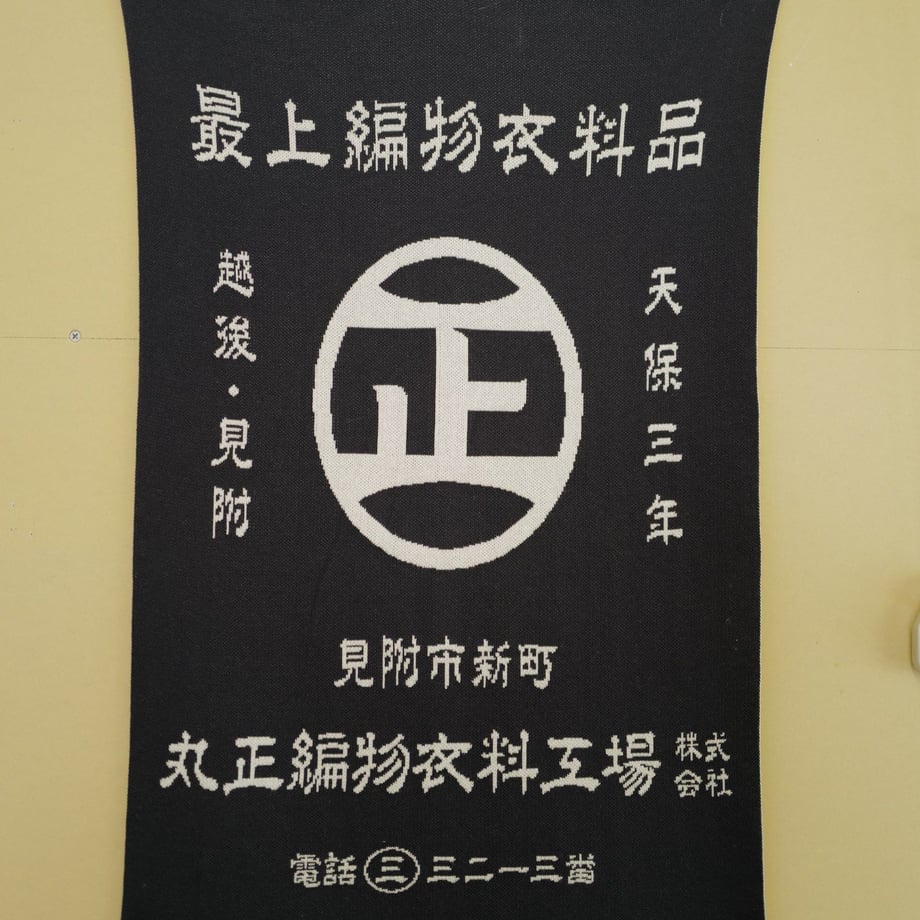 最上編物衣料品
天保三年
正
越後・見附
見附市新町
丸正編物衣料工場 株式会社
電話㊂三二一三番